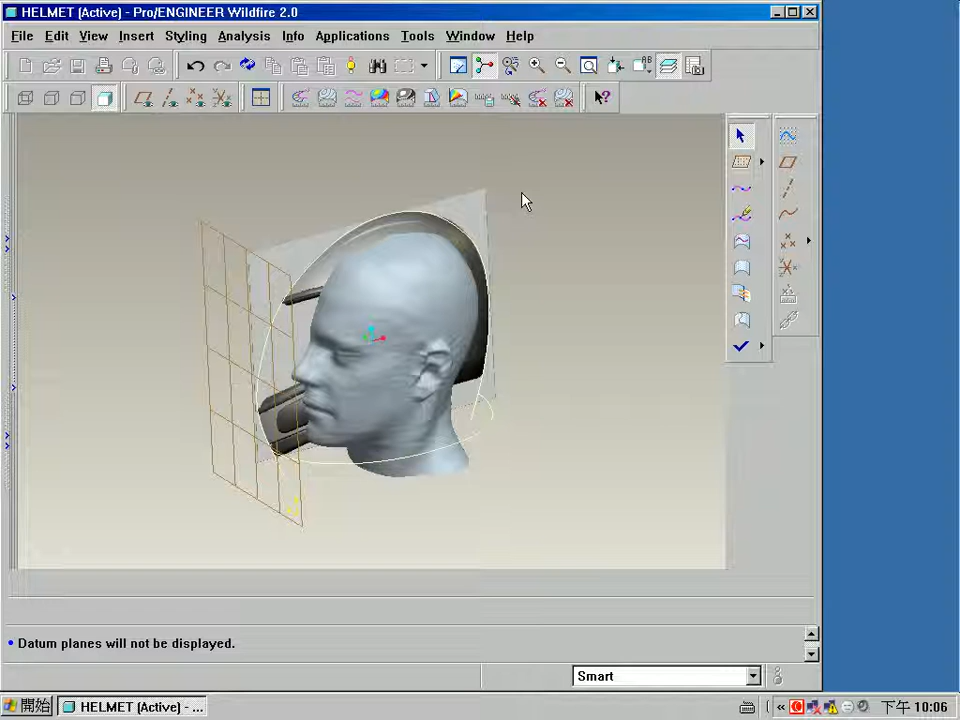 HELMET (Active) - Pro/ENGINEER Wildfire 2.0
File Edit View Insert Styling Analysis Info Applications Tools Window Help
Datum planes will not be displayed.
Smart
開始 HELMET (Active) - ... 下午 10:06